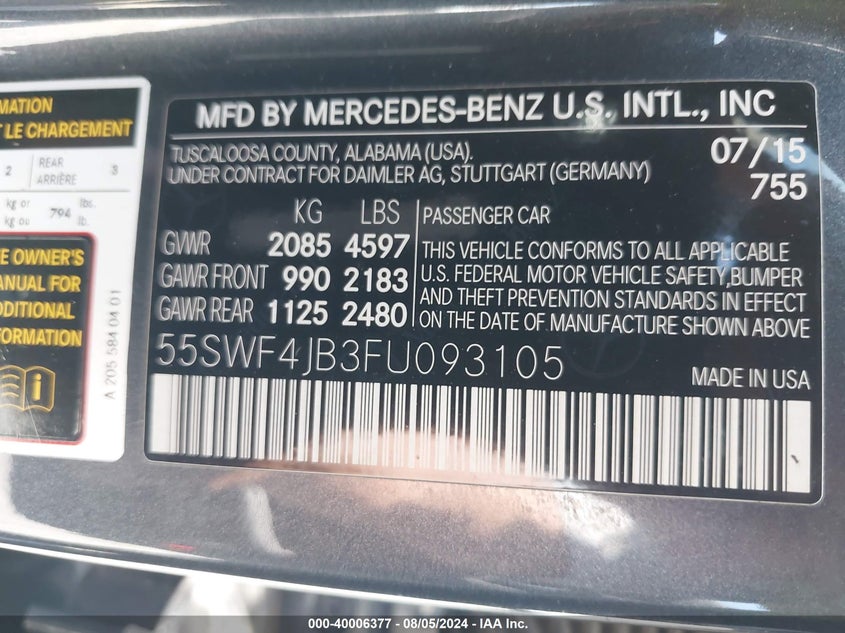 MATION
T LE CHARGEMENT
2 REAR ARRIÈRE 3
kg or
kg ou 794 lbs. lb.
E OWNER'S
MANUAL FOR
DDITIONAL
FORMATION
A 205 584 04 01
MFD BY MERCEDES-BENZ U.S. INTL., INC
TUSCALOOSA COUNTY, ALABAMA (USA). 07/15
UNDER CONTRACT FOR DAIMLER AG, STUTTGART (GERMANY) 755
KG LBS
GVWR 2085 4597
GAWR FRONT 990 2183
GAWR REAR 1125 2480
PASSENGER CAR
THIS VEHICLE CONFORMS TO ALL APPLICABLE
U.S. FEDERAL MOTOR VEHICLE SAFETY,BUMPER
AND THEFT PREVENTION STANDARDS IN EFFECT
ON THE DATE OF MANUFACTURE SHOWN ABOVE
55SWF4JB3FU093105
MADE IN USA
000-40006377 - 08/05/2024 - IAA Inc.